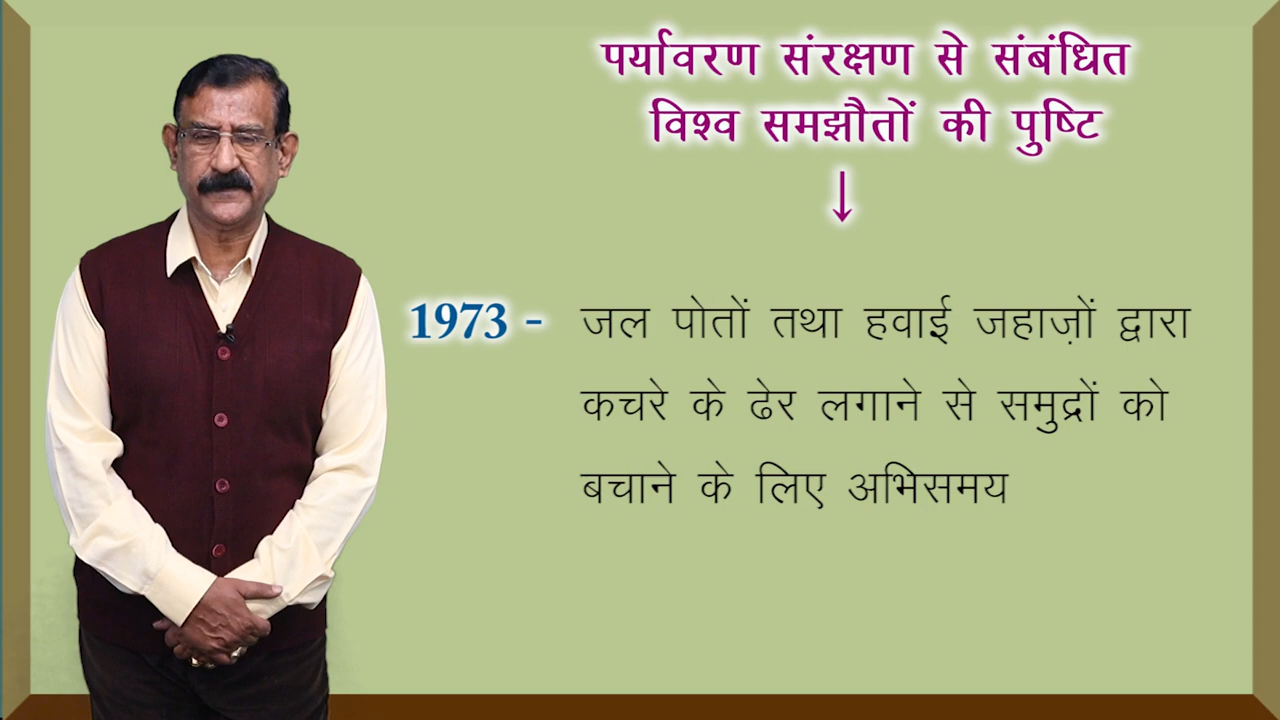 पर्यावरण संरक्षण से संबंधित
विश्व समझौतों की पुष्टि
↓
1973 - जल पोतों तथा हवाई जहाज़ों द्वारा
कचरे के ढेर लगाने से समुद्रों को
बचाने के लिए अभिसमय